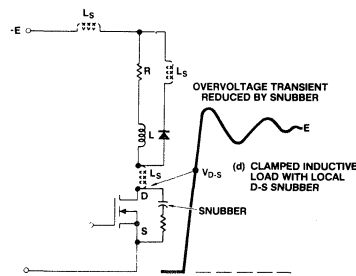 LS
-E
R
LS
L
LS
D
S
SNUBBER
OVERVOLTAGE TRANSIENT
REDUCED BY SNUBBER
E
VD-S
(d) CLAMPED INDUCTIVE
LOAD WITH LOCAL
D-S SNUBBER